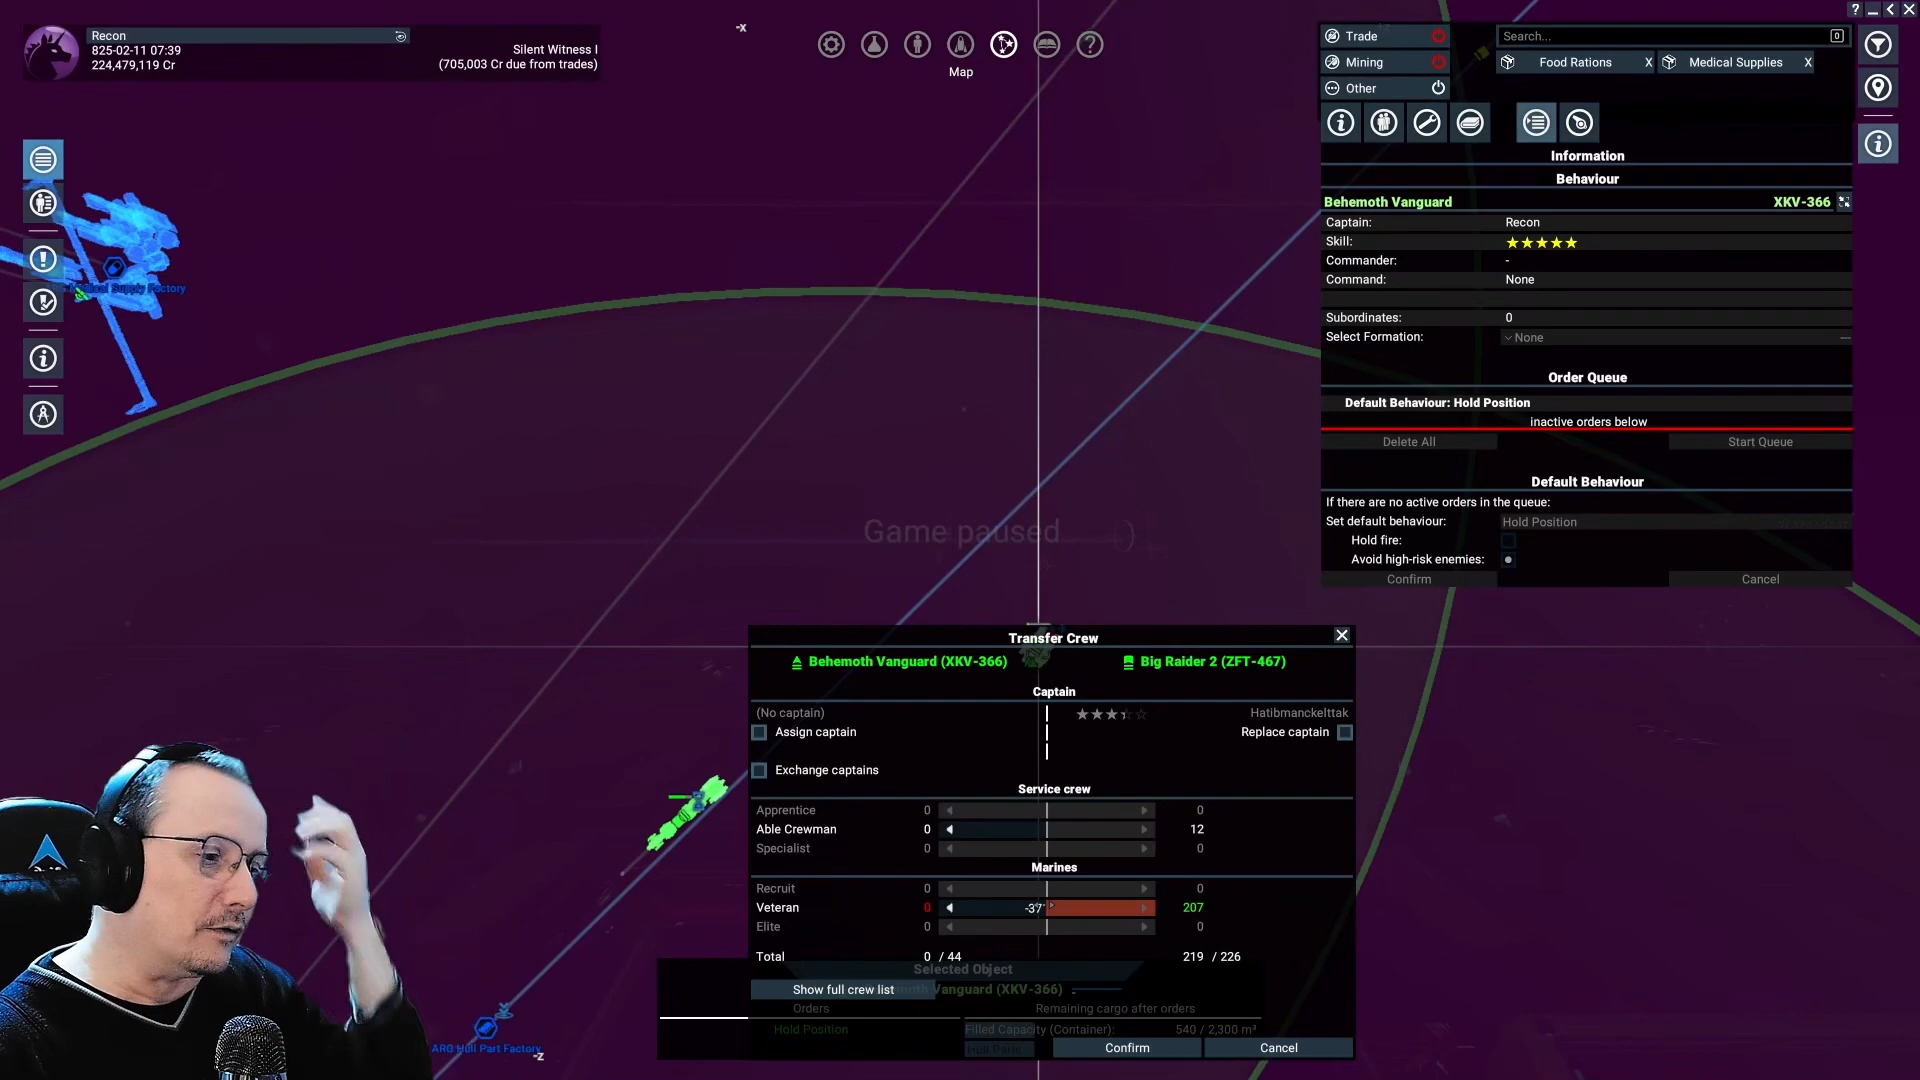 Recon
825-02-11 07:39
224,479,119 Cr
Silent Witness I
(705,003 Cr due from trades)
-X
Map
Trade
Mining
Other
Search...
0
Food Rations X
Medical Supplies X
Information
Behaviour
Behemoth Vanguard XKV-366
Captain: Recon
Skill:
Commander: -
Command: None
Subordinates: 0
Select Formation: None
Order Queue
Default Behaviour: Hold Position
inactive orders below
Delete All Start Queue
Default Behaviour
If there are no active orders in the queue:
Set default behaviour: Hold Position
Hold fire:
Avoid high-risk enemies:
Confirm Cancel
Supply Factory
Game paused
Transfer Crew
Behemoth Vanguard (XKV-366) Big Raider 2 (ZFT-467)
Captain
(No captain) Hatibmanckelttak
Assign captain Replace captain
Exchange captains
Service crew
Apprentice 0 0
Able Crewman 0 12
Specialist 0 0
Marines
Recruit 0 0
Veteran 0 -37 207
Elite 0 0
Total 0 / 44 219 / 226
Selected Object
Show full crew list
Vanguard (XKV-366)
Orders Remaining cargo after orders
Hold Position Filled Capacity (Container): 540 / 2,300 m³
Hull Parts
Confirm Cancel
ARG Hull Part Factory
-Z